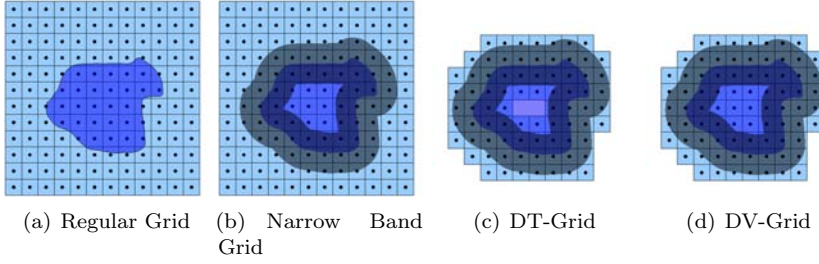 (a) Regular Grid
(b) Narrow Band
Grid
(c) DT-Grid
(d) DV-Grid